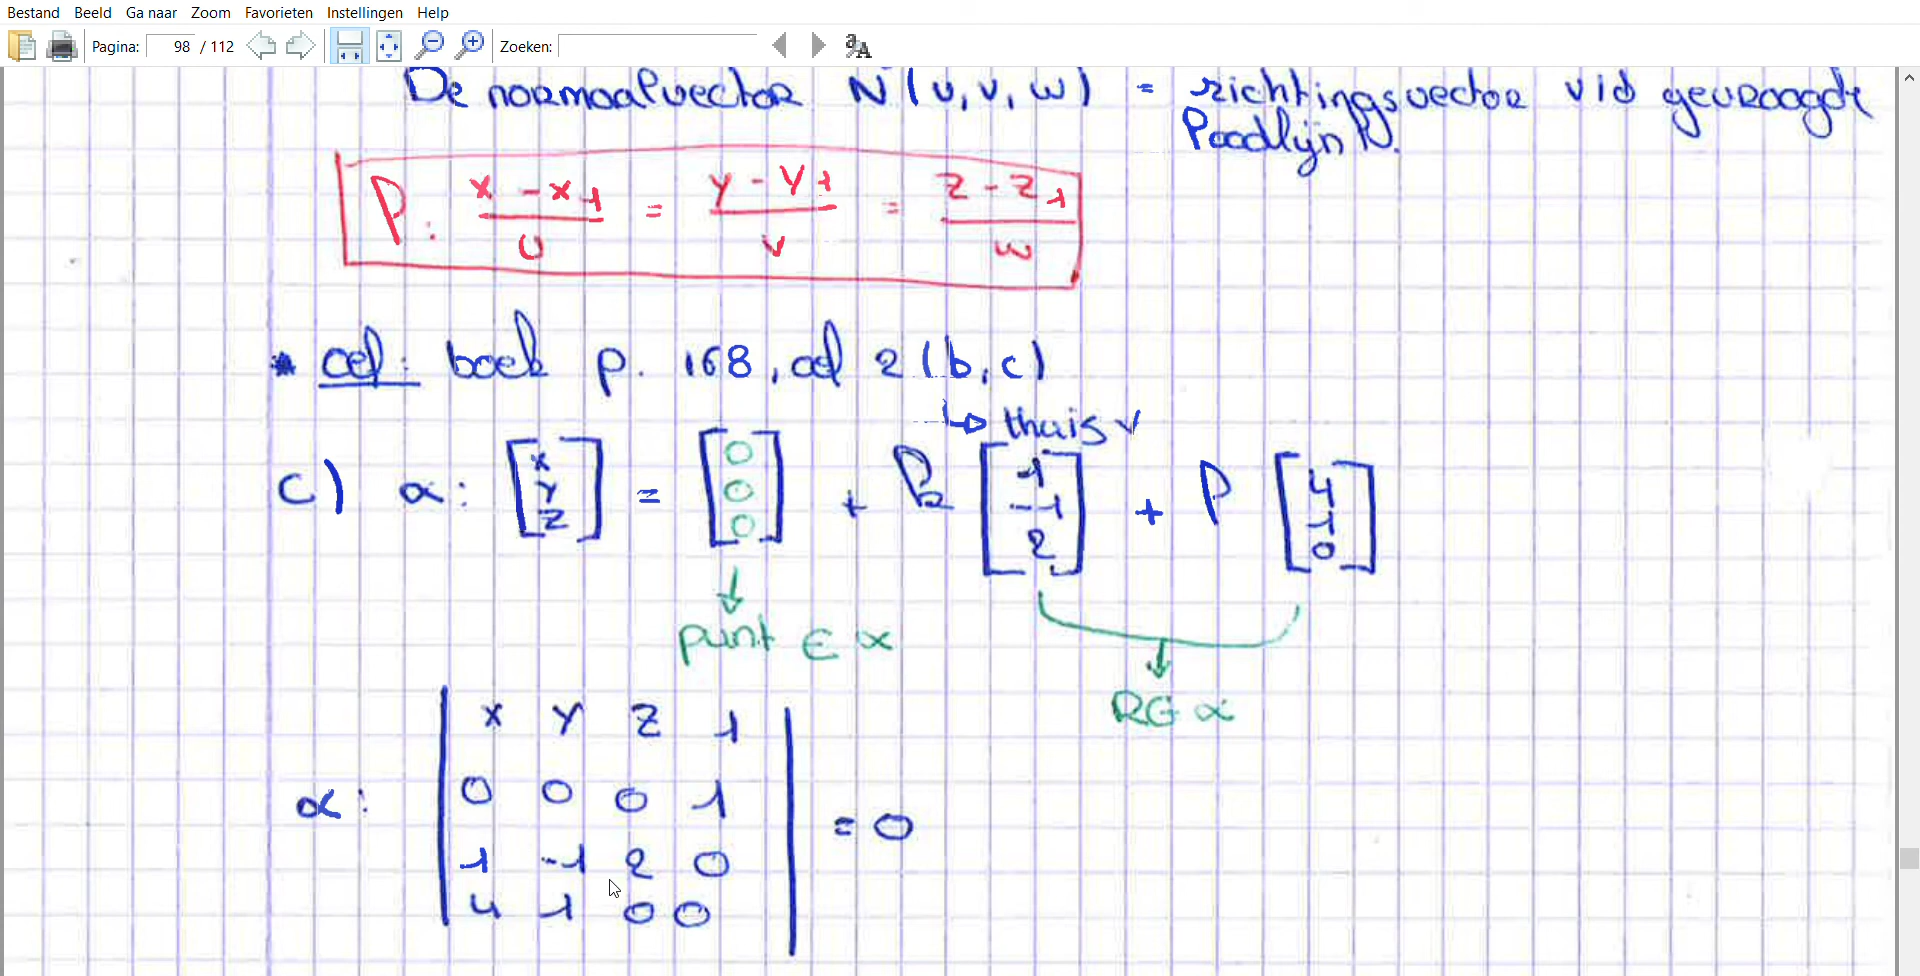 Bestand Beeld Ga naar Zoom Favorieten Instellingen Help
Pagina: 98 / 112 Zoeken:
De normaalvector N (u, v, w) = richtingsvector v/d gevraagde
loodlijn N.
P: x - x1 / u = y - y1 / v = z - z1 / w
* oef: boek p. 168, oef 2 (b, c)
↳ thuis √
c) α: [x y z] = [0 0 0] + k [1 -1 2] + ρ [4 1 0]
punt ∈ α
RG α
x y z 1
α: 0 0 0 1 = 0
1 -1 2 0
4 1 0 0